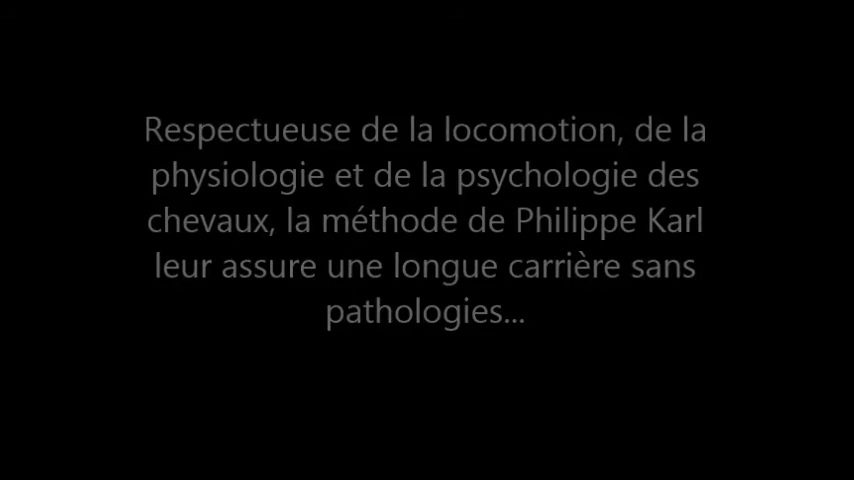 Respectueuse de la locomotion, de la
physiologie et de la psychologie des
chevaux, la méthode de Philippe Karl
leur assure une longue carrière sans
pathologies...